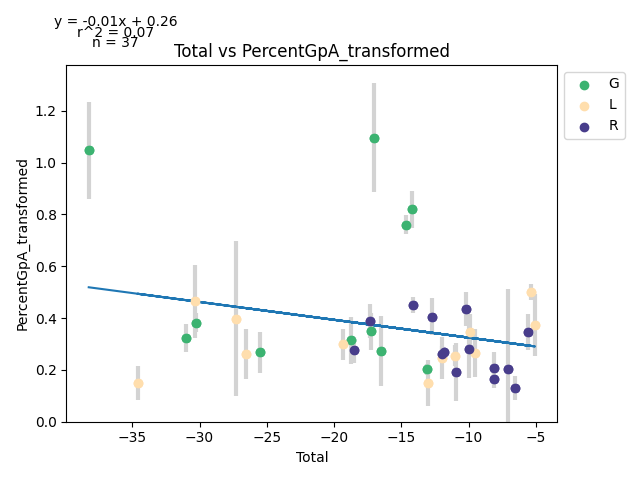 y = -0.01x + 0.26
r^2 = 0.07
n = 37
Total vs PercentGpA_transformed
G
L
R
PercentGpA_transformed
1.2
1.0
0.8
0.6
0.4
0.2
0.0
−35 −30 −25 −20 −15 −10 −5
Total